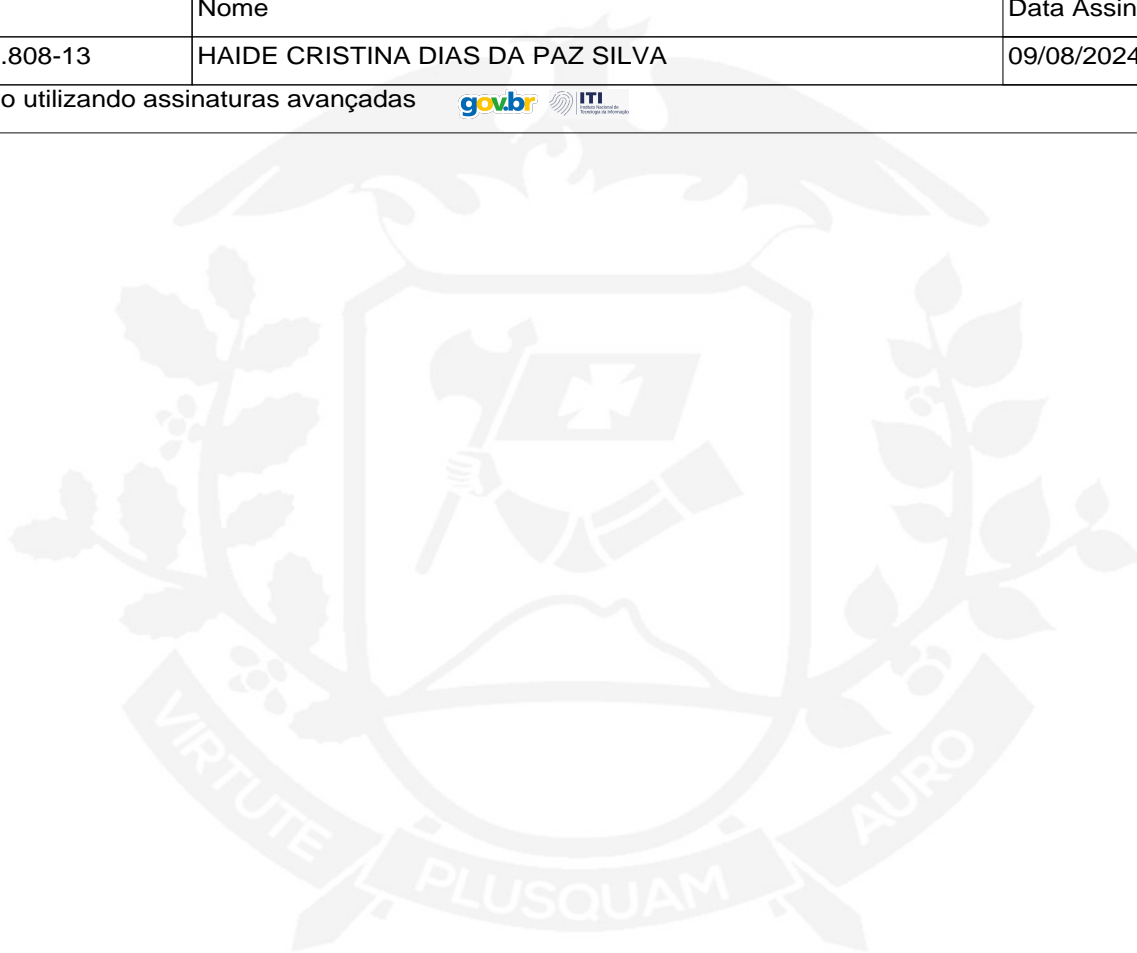 Nome Data Assin
.808-13 HAIDE CRISTINA DIAS DA PAZ SILVA 09/08/2024
o utilizando assinaturas avançadas gov.br ITI
VIRTUTE PLUSQUAM AURO